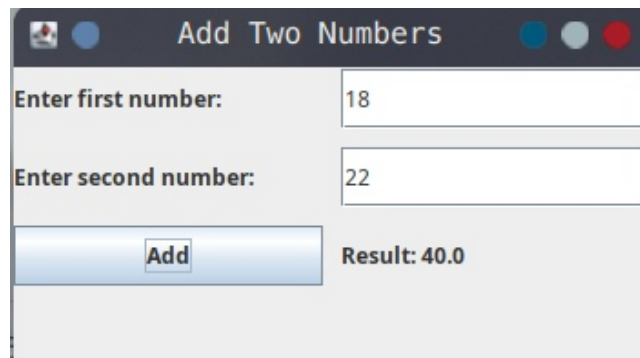 Add Two Numbers
Enter first number: 18
Enter second number: 22
Add Result: 40.0